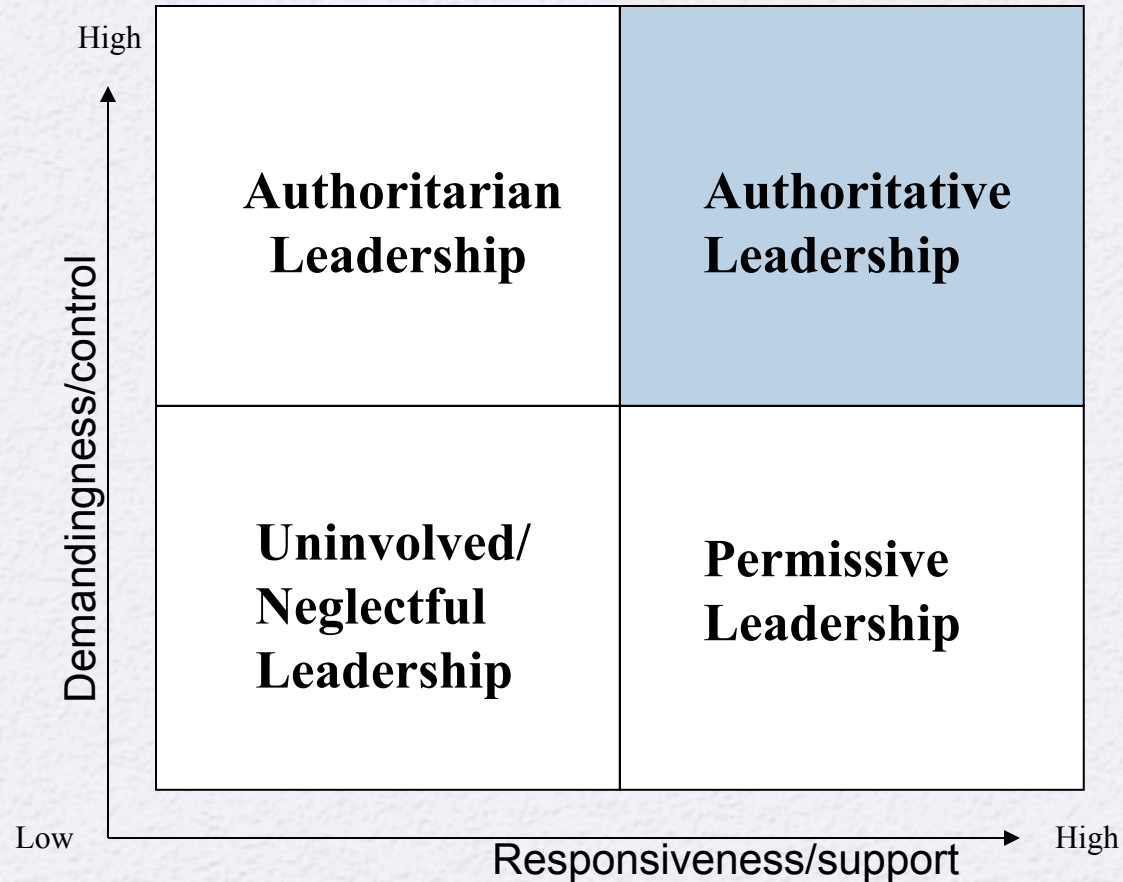 High
Authoritarian
Leadership
Authoritative
Leadership
Demandingness/control
Uninvolved/
Neglectful
Leadership
Permissive
Leadership
Low
High
Responsiveness/support